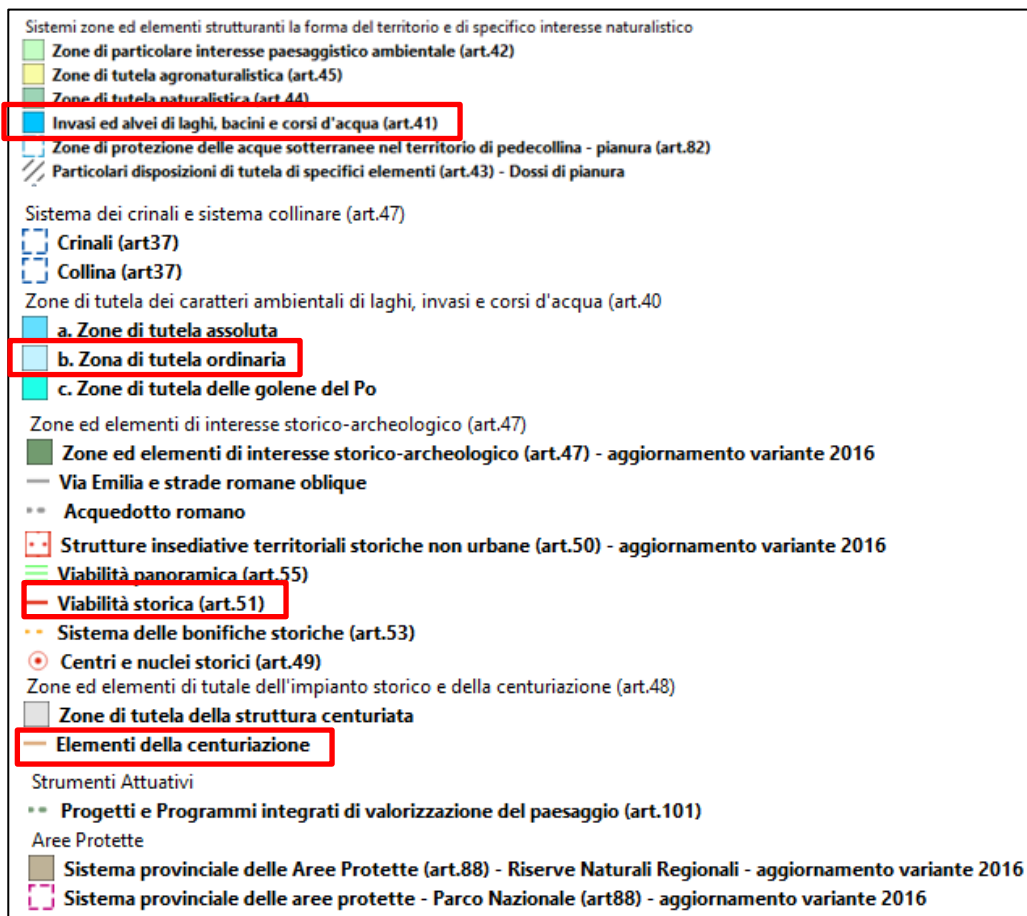 Sistemi zone ed elementi strutturanti la forma del territorio e di specifico interesse naturalistico
Zone di particolare interesse paesaggistico ambientale (art.42)
Zone di tutela agronaturalistica (art.45)
Zone di tutela naturalistica (art.44)
Invasi ed alvei di laghi, bacini e corsi d'acqua (art.41)
Zone di protezione delle acque sotterranee nel territorio di pedecollina - pianura (art.82)
Particolari disposizioni di tutela di specifici elementi (art.43) - Dossi di pianura
Sistema dei crinali e sistema collinare (art.47)
Crinali (art37)
Collina (art37)
Zone di tutela dei caratteri ambientali di laghi, invasi e corsi d'acqua (art.40
a. Zone di tutela assoluta
b. Zona di tutela ordinaria
c. Zone di tutela delle golene del Po
Zone ed elementi di interesse storico-archeologico (art.47)
Zone ed elementi di interesse storico-archeologico (art.47) - aggiornamento variante 2016
Via Emilia e strade romane oblique
Acquedotto romano
Strutture insediative territoriali storiche non urbane (art.50) - aggiornamento variante 2016
Viabilità panoramica (art.55)
Viabilità storica (art.51)
Sistema delle bonifiche storiche (art.53)
Centri e nuclei storici (art.49)
Zone ed elementi di tutale dell'impianto storico e della centuriazione (art.48)
Zone di tutela della struttura centuriata
Elementi della centuriazione
Strumenti Attuativi
Progetti e Programmi integrati di valorizzazione del paesaggio (art.101)
Aree Protette
Sistema provinciale delle Aree Protette (art.88) - Riserve Naturali Regionali - aggiornamento variante 2016
Sistema provinciale delle aree protette - Parco Nazionale (art88) - aggiornamento variante 2016